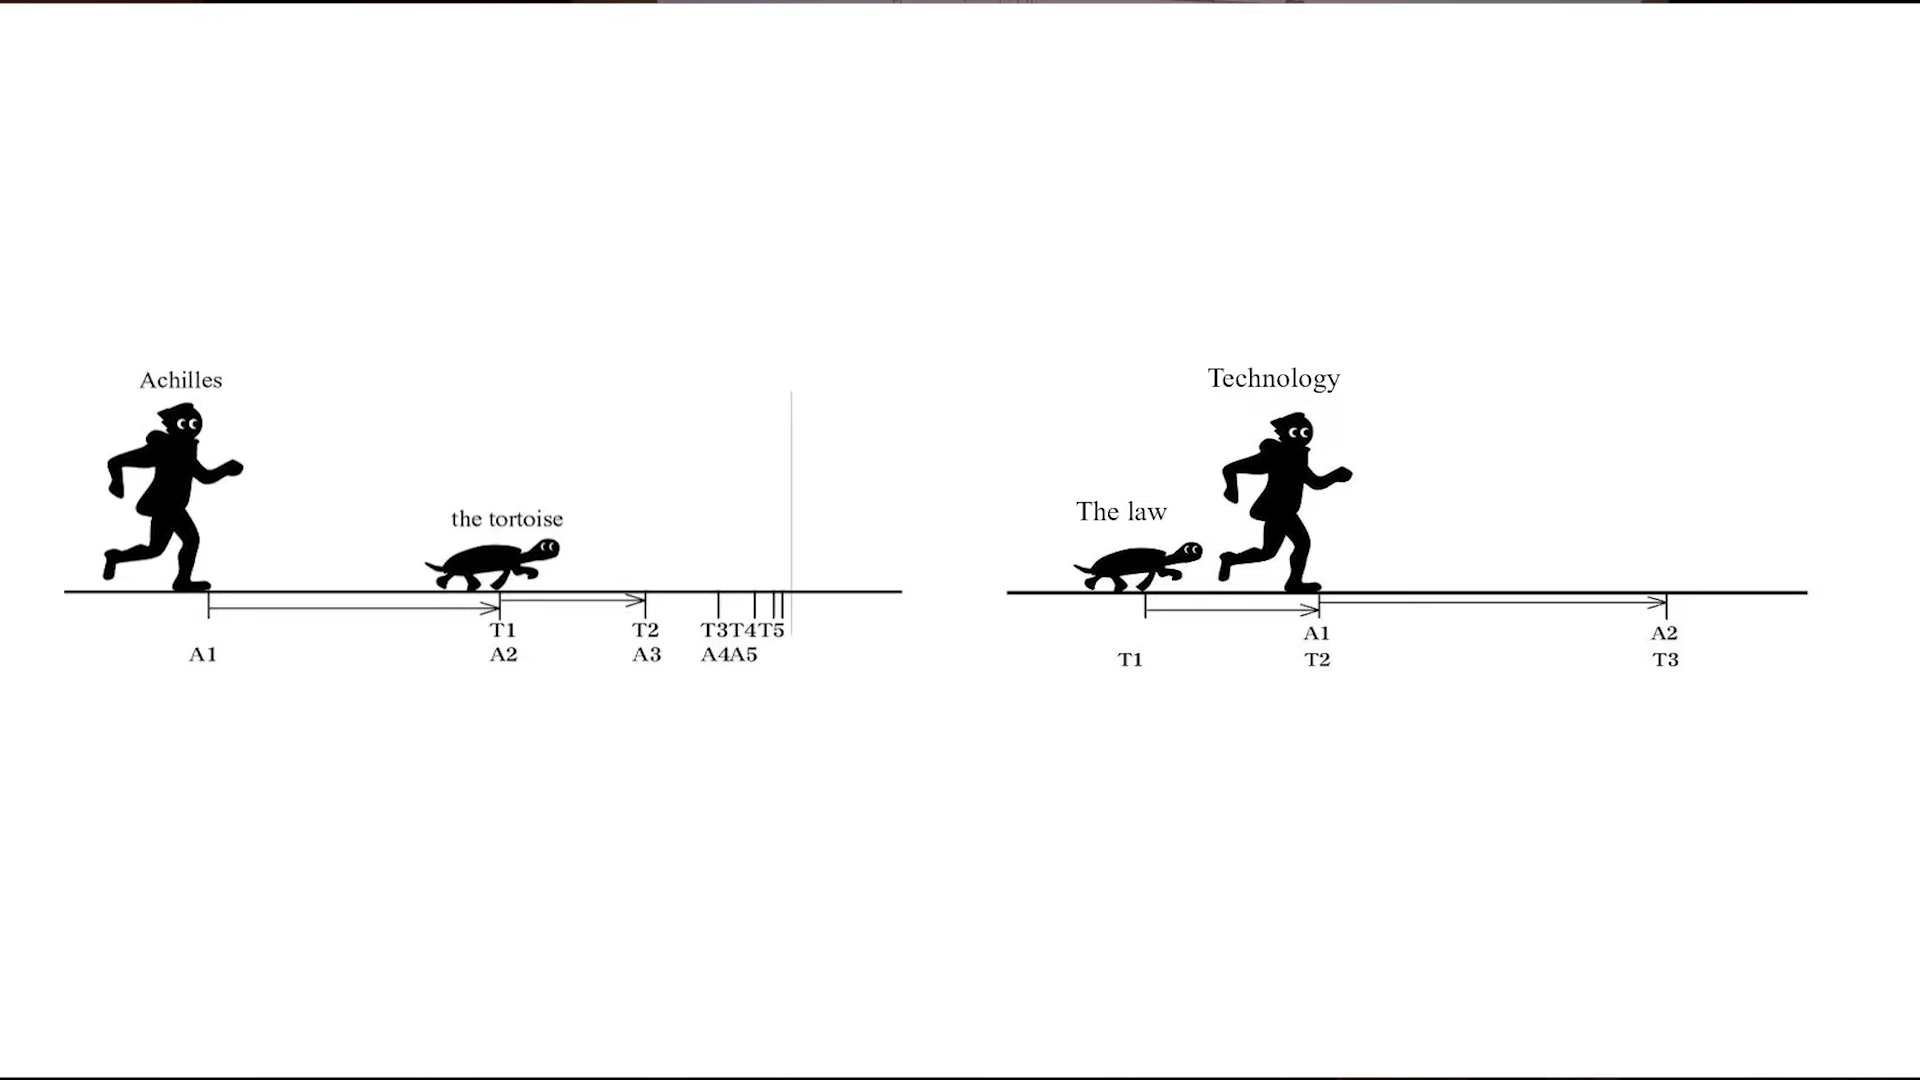 Achilles
the tortoise
T1 T2 T3T4T5
A1 A2 A3 A4A5
Technology
The law
A1 A2
T1 T2 T3